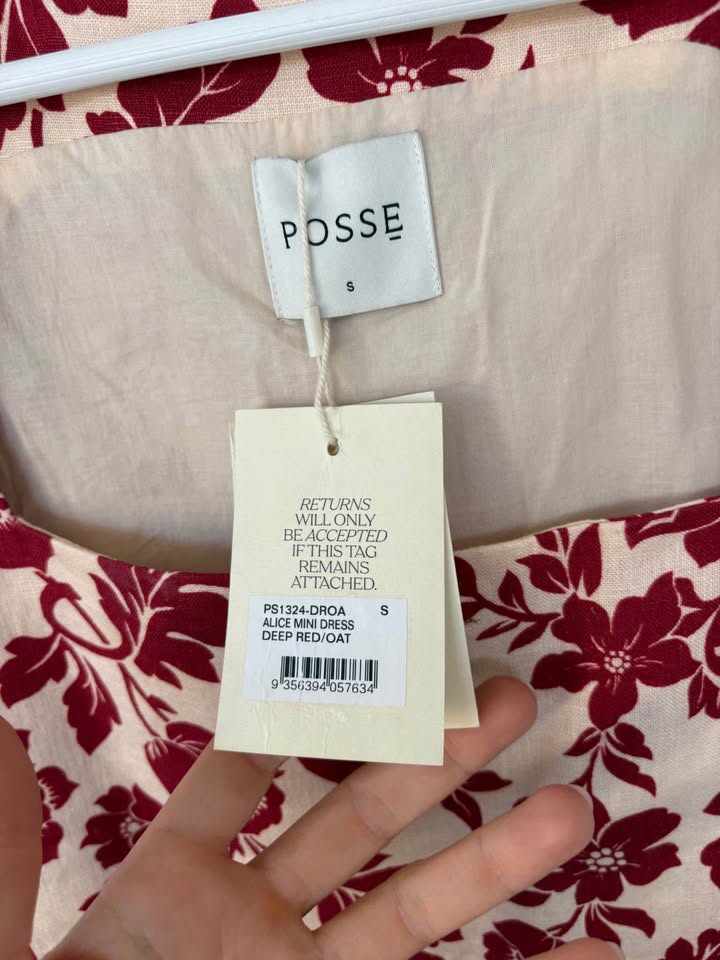 POSSE
S
RETURNS
WILL ONLY
BE ACCEPTED
IF THIS TAG
REMAINS
ATTACHED.
PS1324-DROA S
ALICE MINI DRESS
DEEP RED/OAT
9 356394 057634